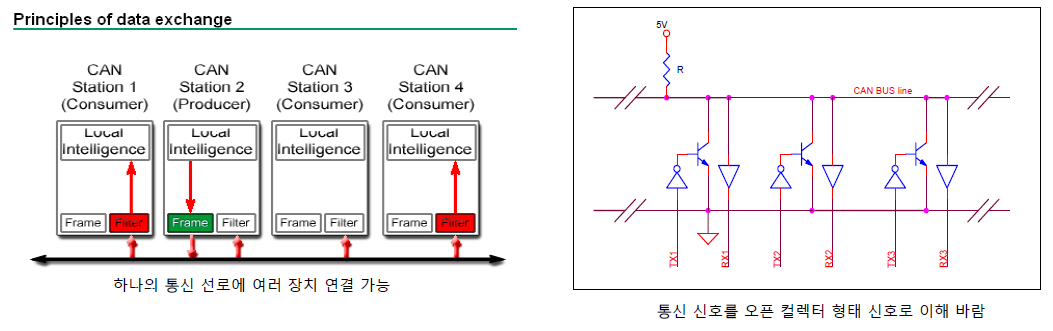 Principles of data exchange
CAN
Station 1
(Consumer)
CAN
Station 2
(Producer)
CAN
Station 3
(Consumer)
CAN
Station 4
(Consumer)
Local
Intelligence
Local
Intelligence
Local
Intelligence
Local
Intelligence
Frame
Filter
Frame
Filter
Frame
Filter
Frame
Filter
하나의 통신 선로에 여러 장치 연결 가능
5V
R
CAN BUS line
TX1
RX1
TX2
RX2
TX3
RX3
통신 신호를 오픈 컬렉터 형태 신호로 이해 바람